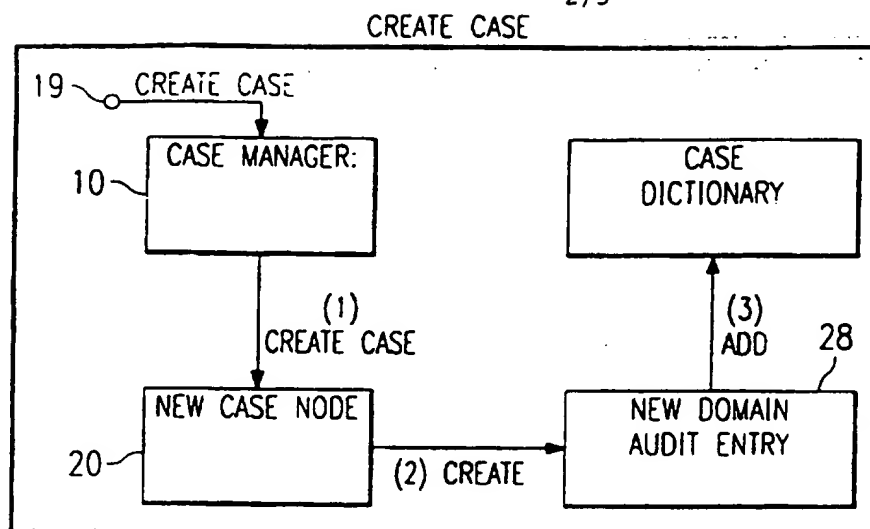 CREATE CASE
19
CREATE CASE
CASE MANAGER:
10
CASE
DICTIONARY
(1)
CREATE CASE
(3)
ADD
28
NEW CASE NODE
20
(2) CREATE
NEW DOMAIN
AUDIT ENTRY